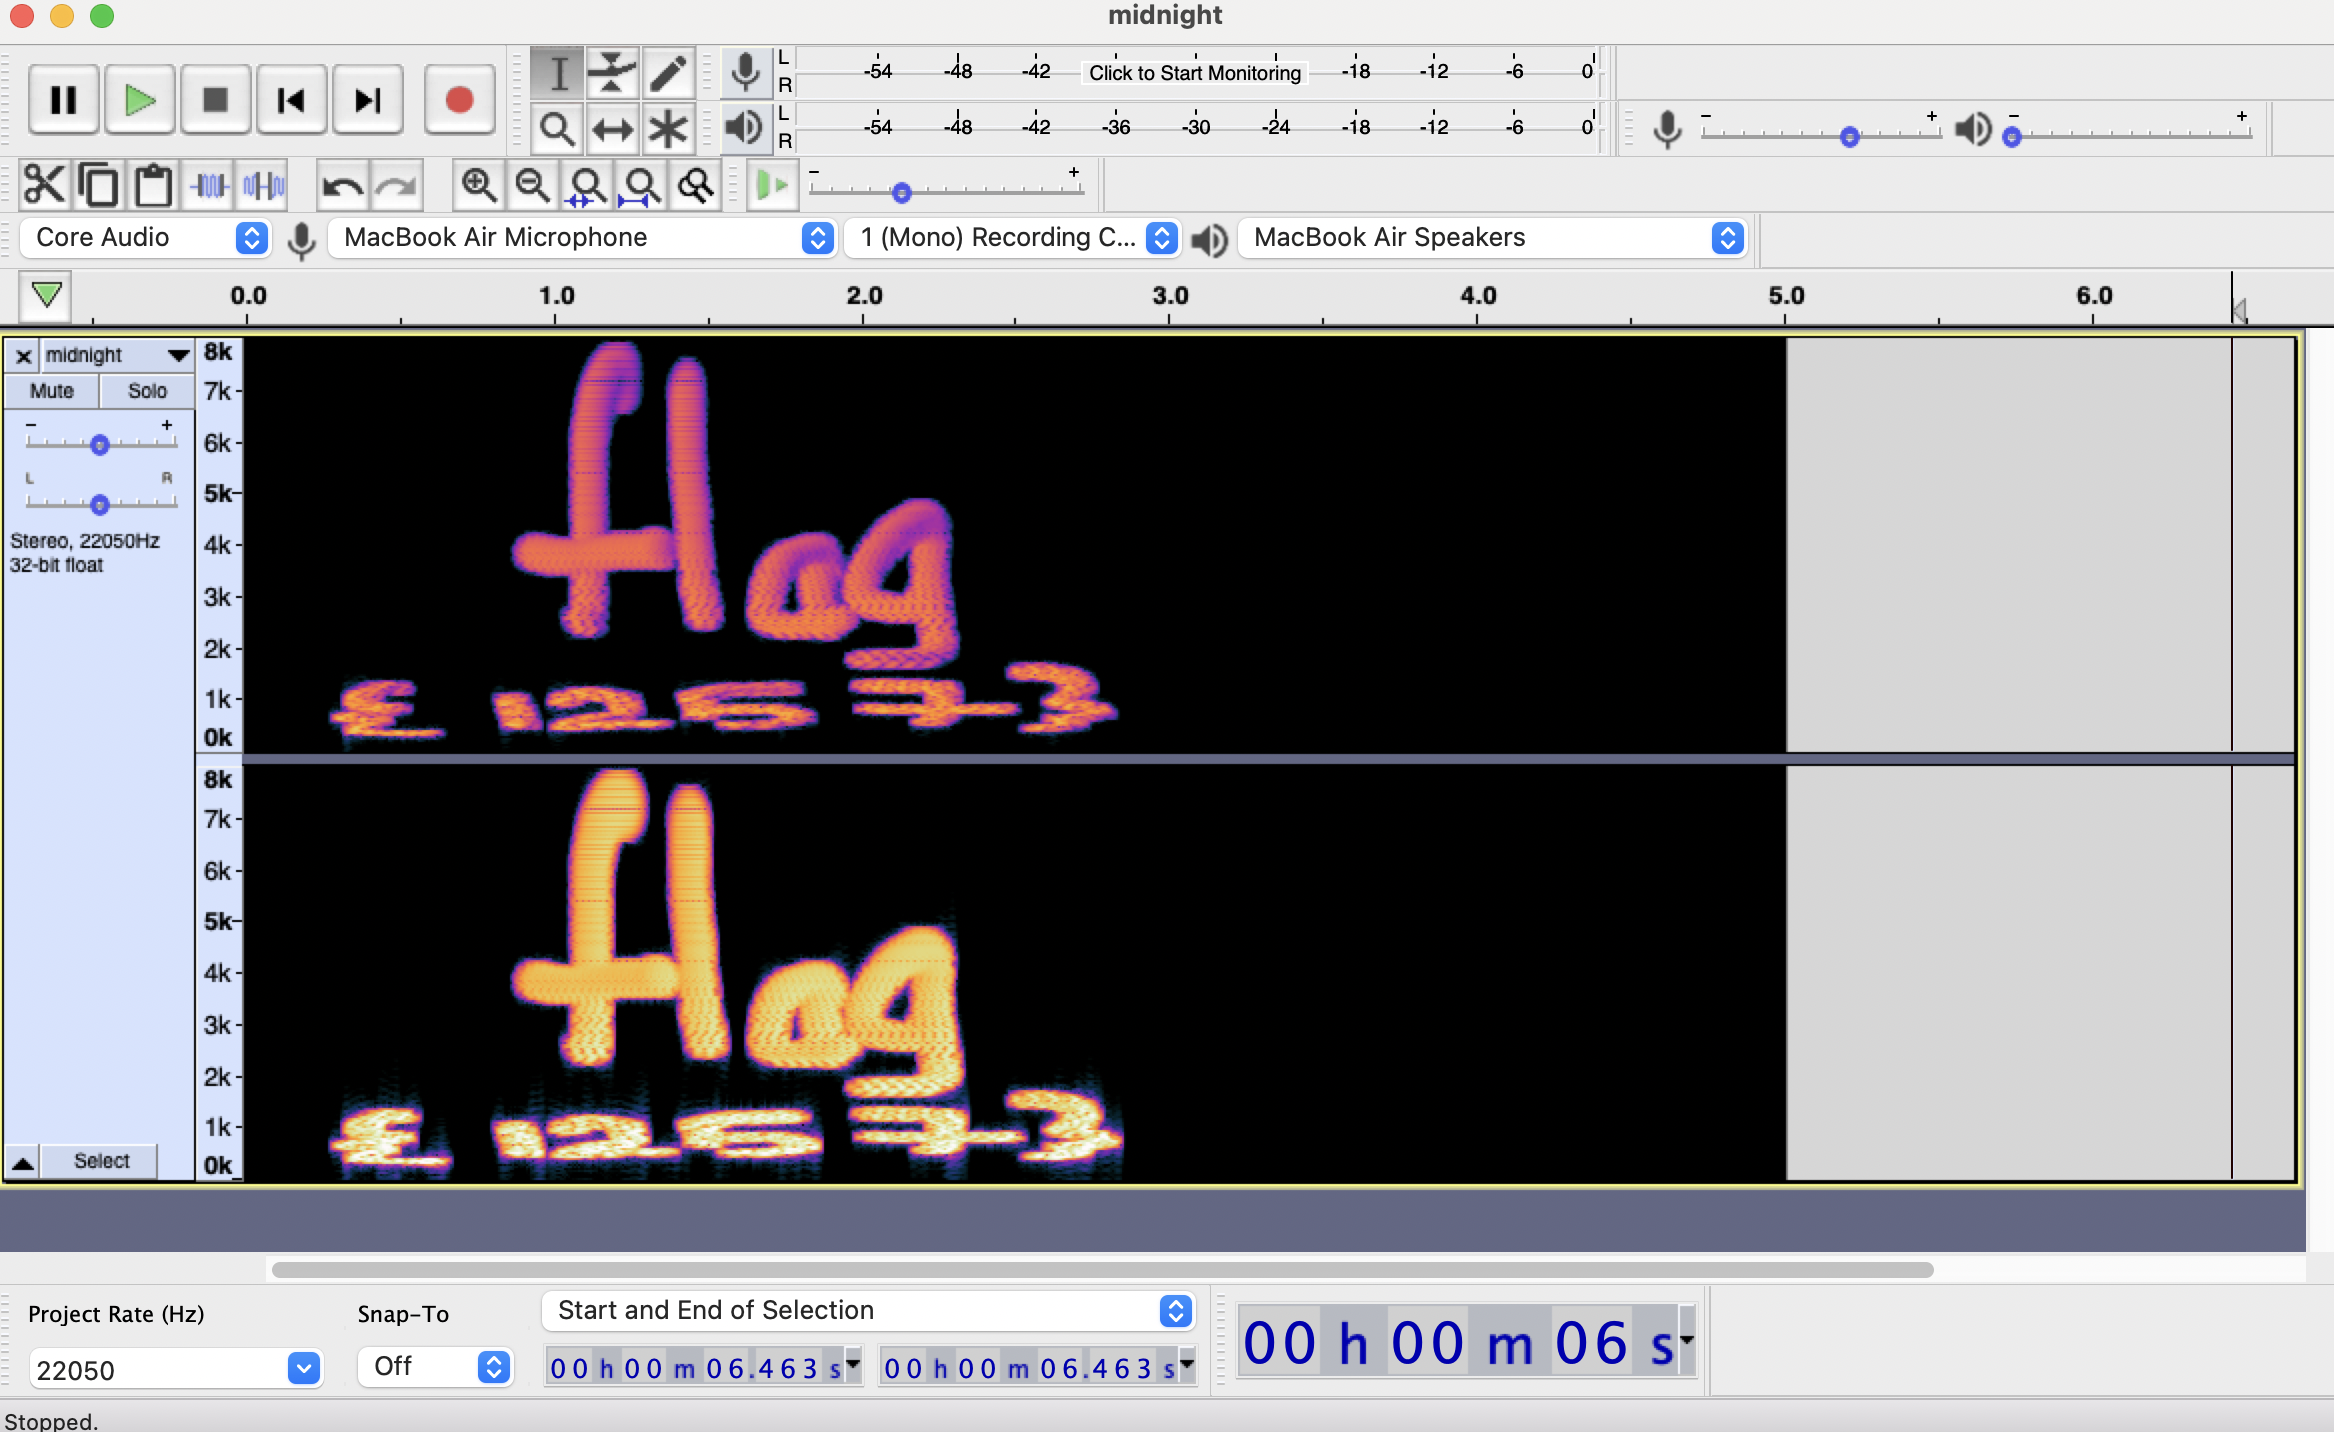 midnight
L
R
-54 -48 -42 Click to Start Monitoring -18 -12 -6 0
L
R
-54 -48 -42 -36 -30 -24 -18 -12 -6 0
- +
- +
- +
Core Audio MacBook Air Microphone 1 (Mono) Recording C... MacBook Air Speakers
0.0 1.0 2.0 3.0 4.0 5.0 6.0
x midnight
Mute Solo
- +
L R
Stereo, 22050Hz
32-bit float
Select
8k
7k
6k
5k
4k
3k
2k
1k
0k
flag
8k
7k
6k
5k
4k
3k
2k
1k
0k
flag
Project Rate (Hz) Snap-To Start and End of Selection
22050 Off 00 h 00 m 06.463 s 00 h 00 m 06.463 s
00 h 00 m 06 s
Stopped.